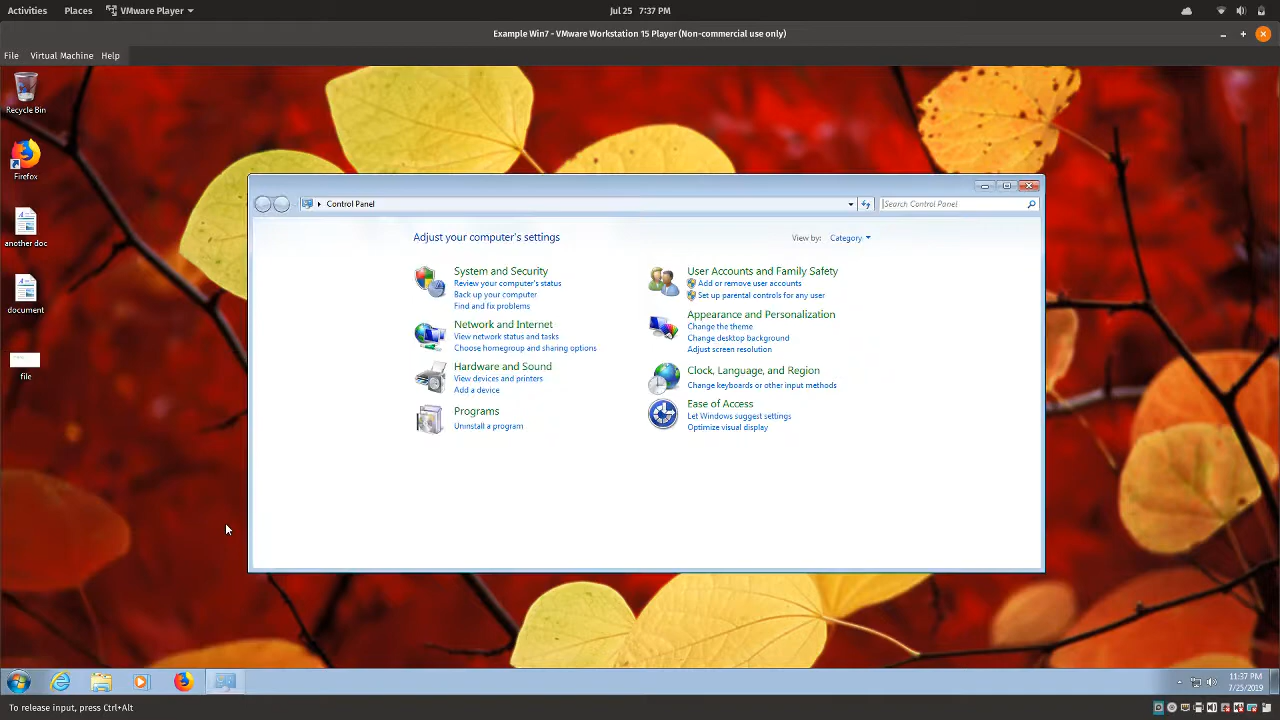 Activities Places VMware Workstation Jul 25 7:37 PM
Example Win7 - VMware Workstation 15 Player (Non-commercial use only)
File Virtual Machine Help
Recycle Bin
Firefox
another doc
document
file
Control Panel
Search Control Panel
Adjust your computer's settings
View by: Category
System and Security
Review your computer's status
Back up your computer
Find and fix problems
Network and Internet
View network status and tasks
Choose homegroup and sharing options
Hardware and Sound
View devices and printers
Add a device
Programs
Uninstall a program
User Accounts and Family Safety
Add or remove user accounts
Set up parental controls for any user
Appearance and Personalization
Change the theme
Change desktop background
Adjust screen resolution
Clock, Language, and Region
Change keyboards or other input methods
Ease of Access
Let Windows suggest settings
Optimize visual display
11:37 PM
7/25/2019
To release input, press Ctrl+Alt